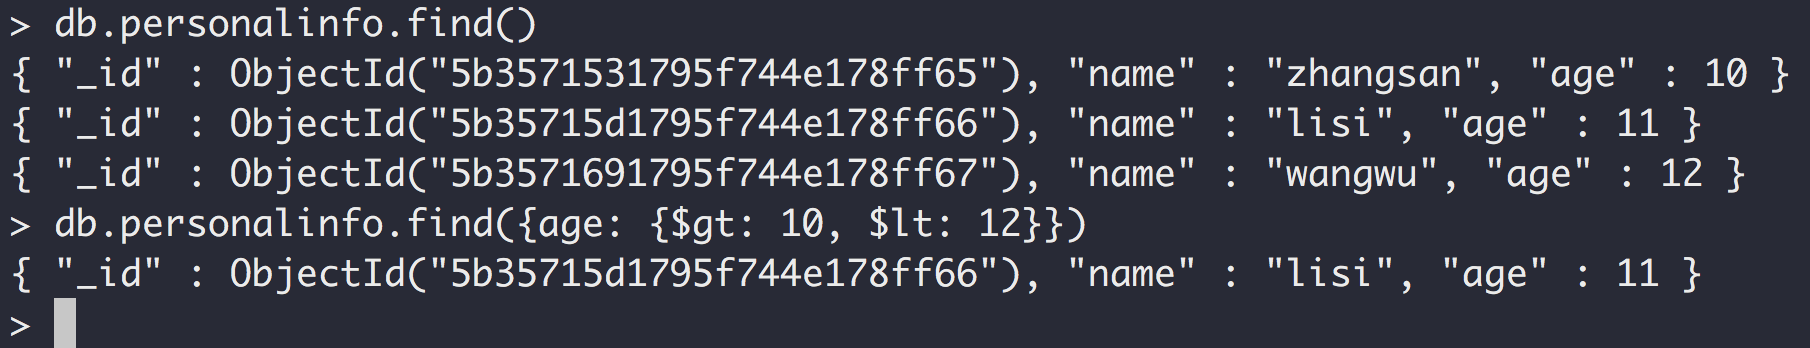 > db.personalinfo.find()
{ "_id" : ObjectId("5b3571531795f744e178ff65"), "name" : "zhangsan", "age" : 10 }
{ "_id" : ObjectId("5b35715d1795f744e178ff66"), "name" : "lisi", "age" : 11 }
{ "_id" : ObjectId("5b3571691795f744e178ff67"), "name" : "wangwu", "age" : 12 }
> db.personalinfo.find({age: {$gt: 10, $lt: 12}})
{ "_id" : ObjectId("5b35715d1795f744e178ff66"), "name" : "lisi", "age" : 11 }
>